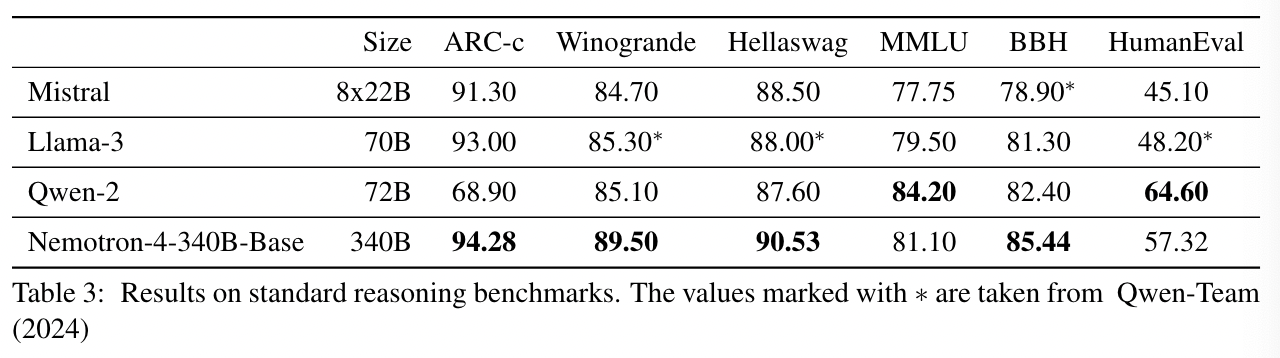 Size ARC-c Winogrande Hellaswag MMLU BBH HumanEval
Mistral 8x22B 91.30 84.70 88.50 77.75 78.90* 45.10
Llama-3 70B 93.00 85.30* 88.00* 79.50 81.30 48.20*
Qwen-2 72B 68.90 85.10 87.60 84.20 82.40 64.60
Nemotron-4-340B-Base 340B 94.28 89.50 90.53 81.10 85.44 57.32
Table 3: Results on standard reasoning benchmarks. The values marked with * are taken from Qwen-Team
(2024)